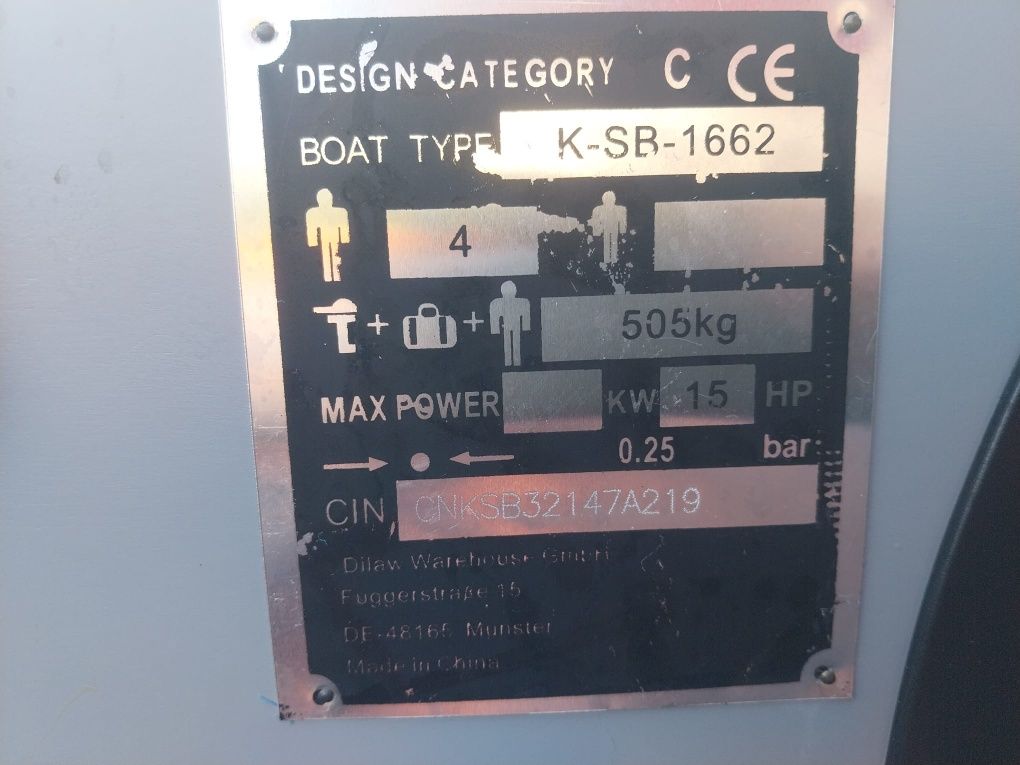 DESIGN CATEGORY C CE
BOAT TYPE K-SB-1662
4
+ + 505kg
MAX POWER KW 15 HP
0.25 bar
CIN CNKSB32147A219
Dilaw Warehouse GmbH
Fuggerstraße 15
DE-48165 Münster
Made in China